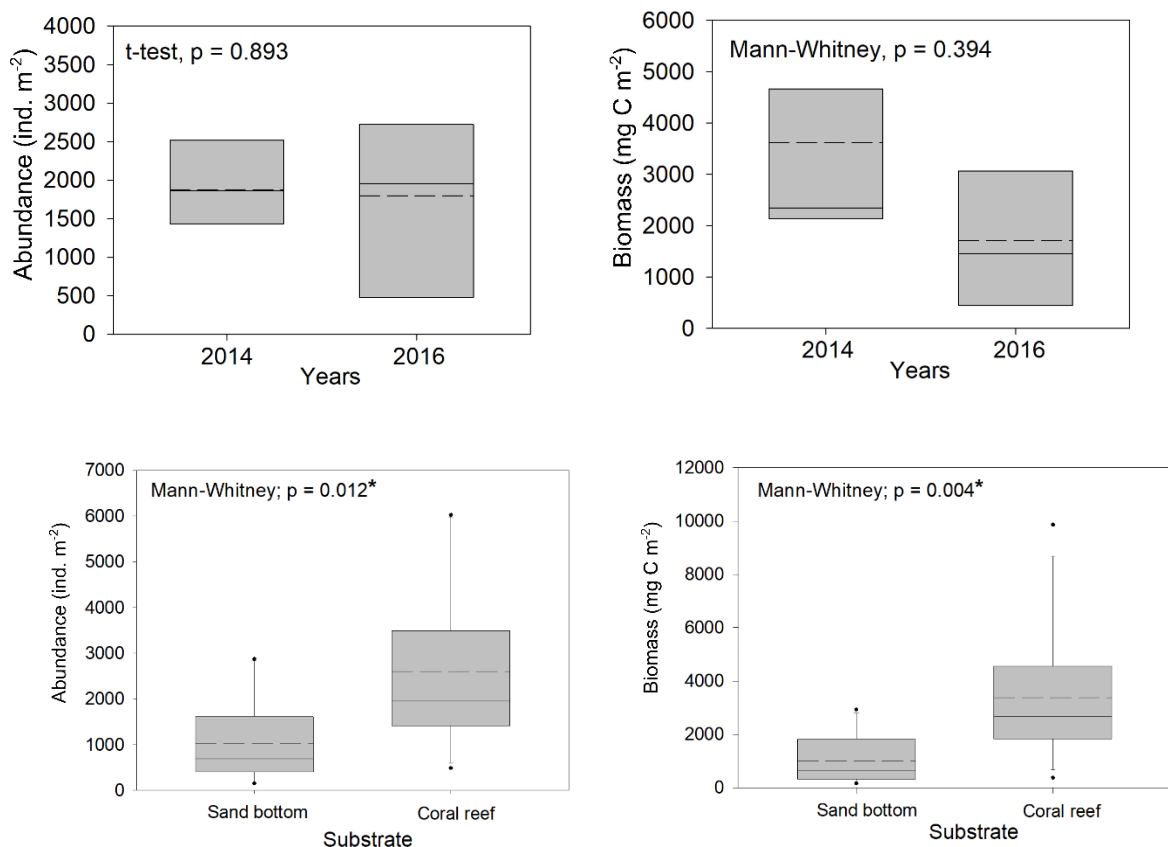 t-test, p = 0.893
Abundance (ind. m-2)
4000
3500
3000
2500
2000
1500
1000
500
0
2014
2016
Years
Mann-Whitney, p = 0.394
Biomass (mg C m-2)
6000
5000
4000
3000
2000
1000
0
2014
2016
Years
Mann-Whitney; p = 0.012*
Abundance (ind. m-2)
7000
6000
5000
4000
3000
2000
1000
0
Sand bottom
Coral reef
Substrate
Mann-Whitney; p = 0.004*
Biomass (mg C m-2)
12000
10000
8000
6000
4000
2000
0
Sand bottom
Coral reef
Substrate